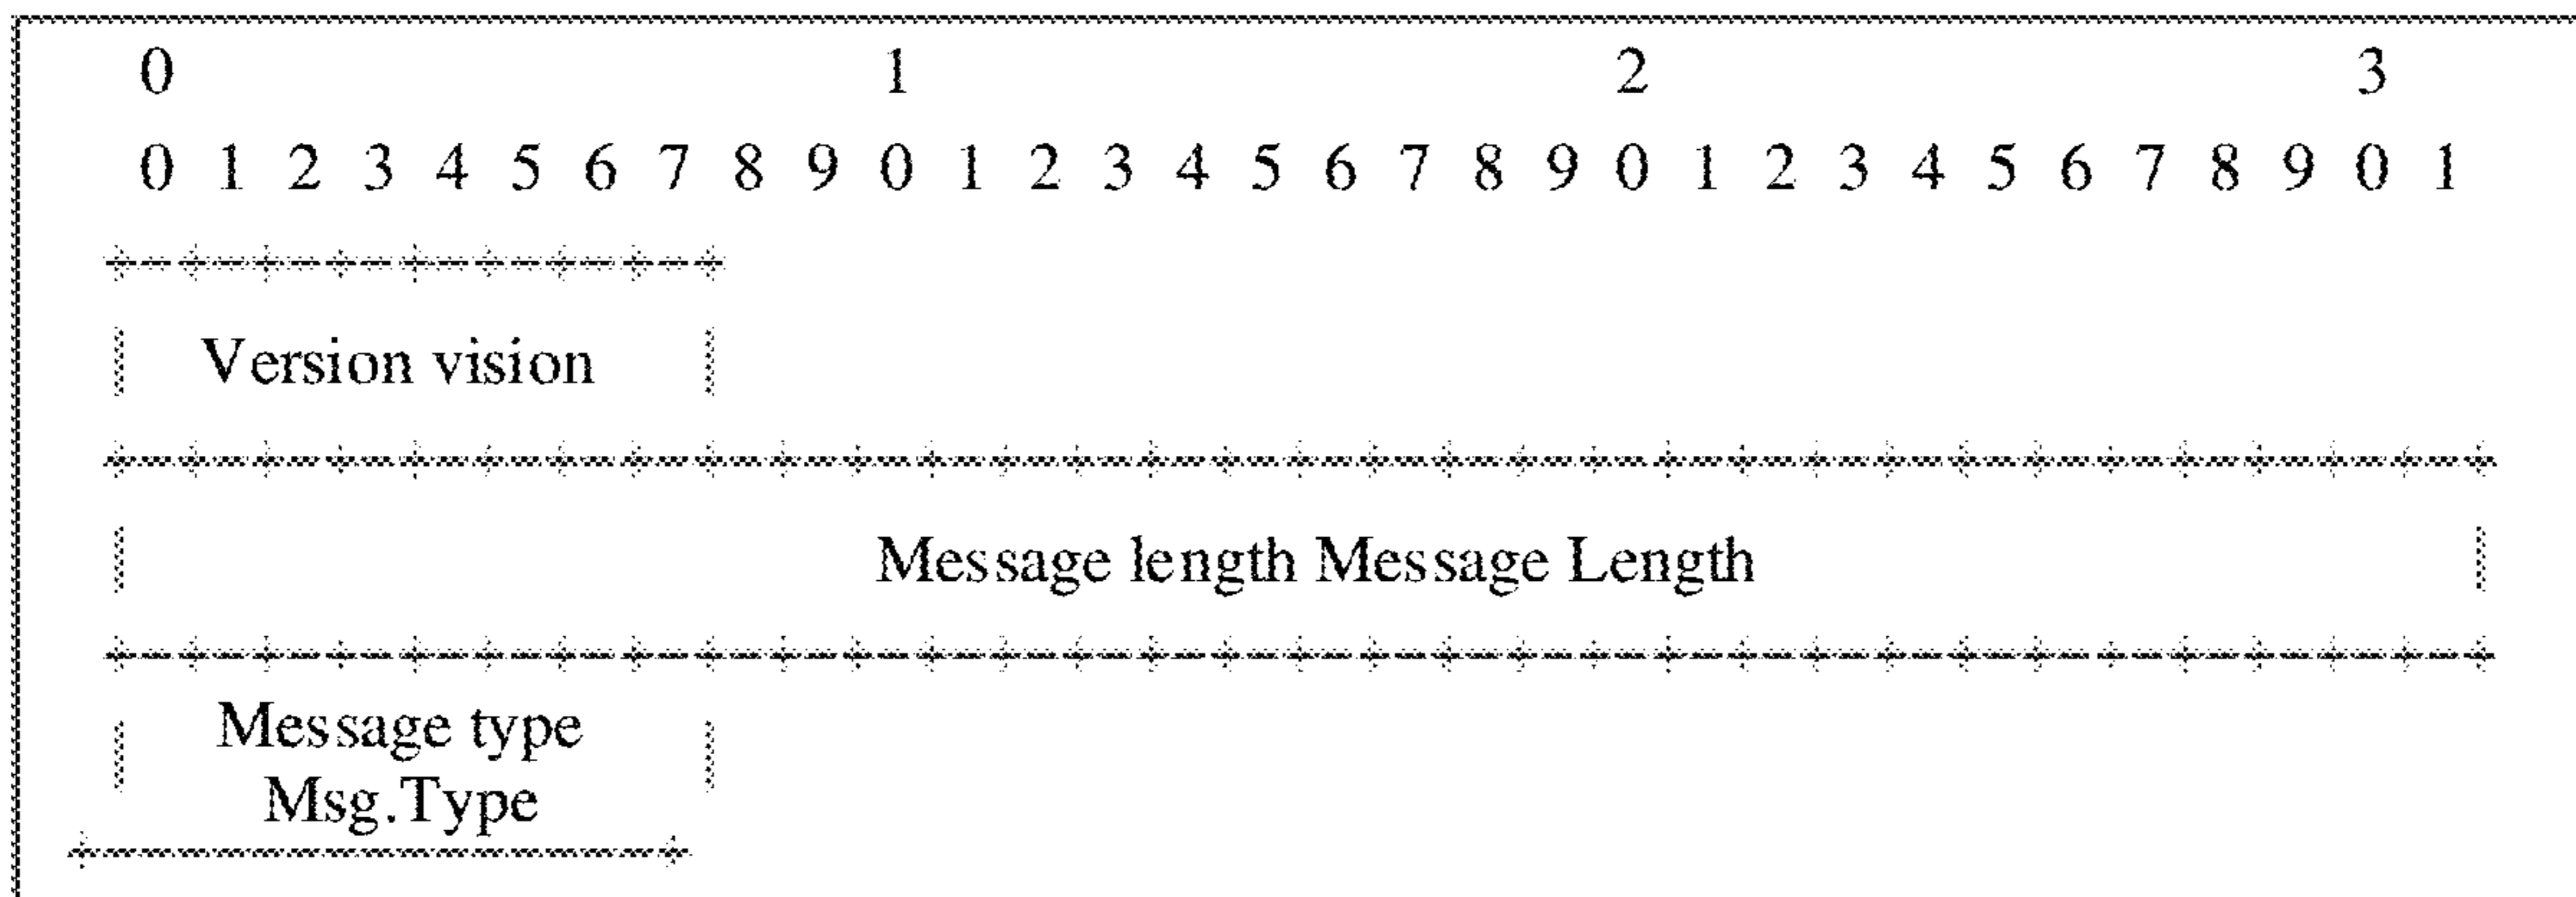 0 1 2 3
0 1 2 3 4 5 6 7 8 9 0 1 2 3 4 5 6 7 8 9 0 1 2 3 4 5 6 7 8 9 0 1
Version vision
Message length Message Length
Message type
Msg.Type